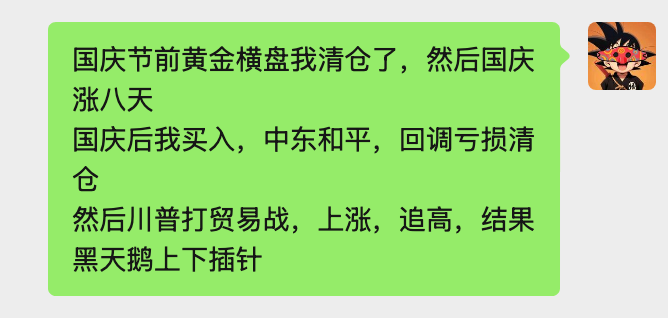 国庆节前黄金横盘我清仓了，然后国庆
涨八天
国庆后我买入，中东和平，回调亏损清
仓
然后川普打贸易战，上涨，追高，结果
黑天鹅上下插针